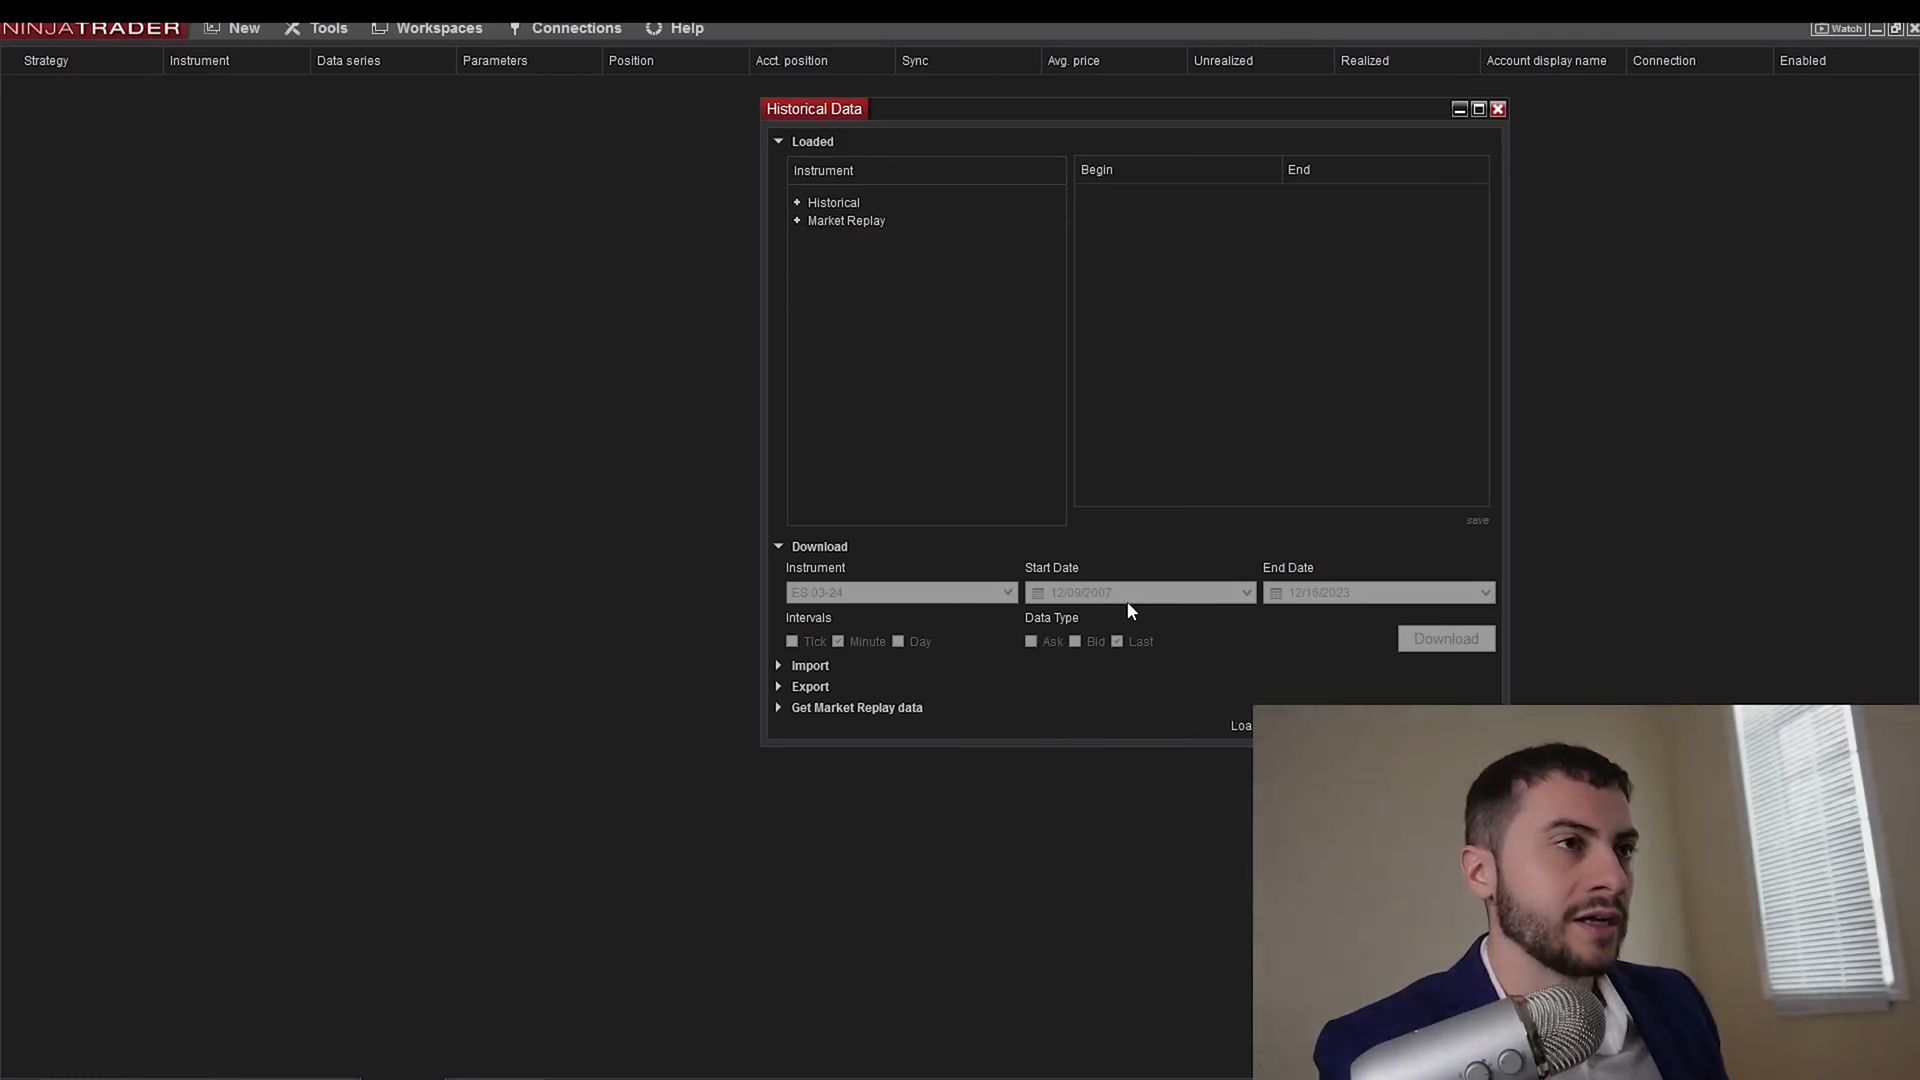 NINJATRADER New Tools Workspaces Connections Help Watch
Strategy Instrument Data series Parameters Position Acct. position Sync Avg. price Unrealized Realized Account display name Connection Enabled
Historical Data
Loaded
Instrument Begin End
Historical
Market Replay
save
Download
Instrument Start Date End Date
ES 03-24 12/09/2007 12/16/2023
Intervals Data Type
Tick Minute Day Ask Bid Last Download
Import
Export
Get Market Replay data
Loa